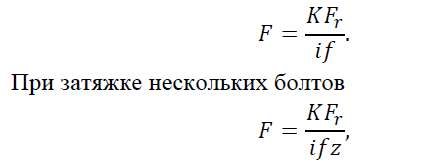 F = KF_r / if.
При затяжке нескольких болтов
F = KF_r / ifz,